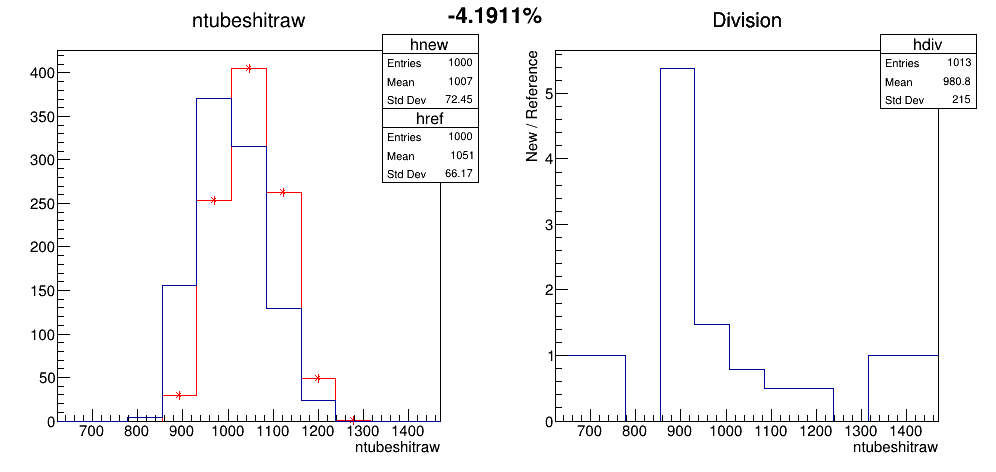 -4.1911%
ntubeshitraw
hnew
Entries 1000
Mean 1007
Std Dev 72.45
href
Entries 1000
Mean 1051
Std Dev 66.17
400
350
300
250
200
150
100
50
0
700 800 900 1000 1100 1200 1300 1400
ntubeshitraw
Division
hdiv
Entries 1013
Mean 980.8
Std Dev 215
New / Reference
5
4
3
2
1
0
700 800 900 1000 1100 1200 1300 1400
ntubeshitraw